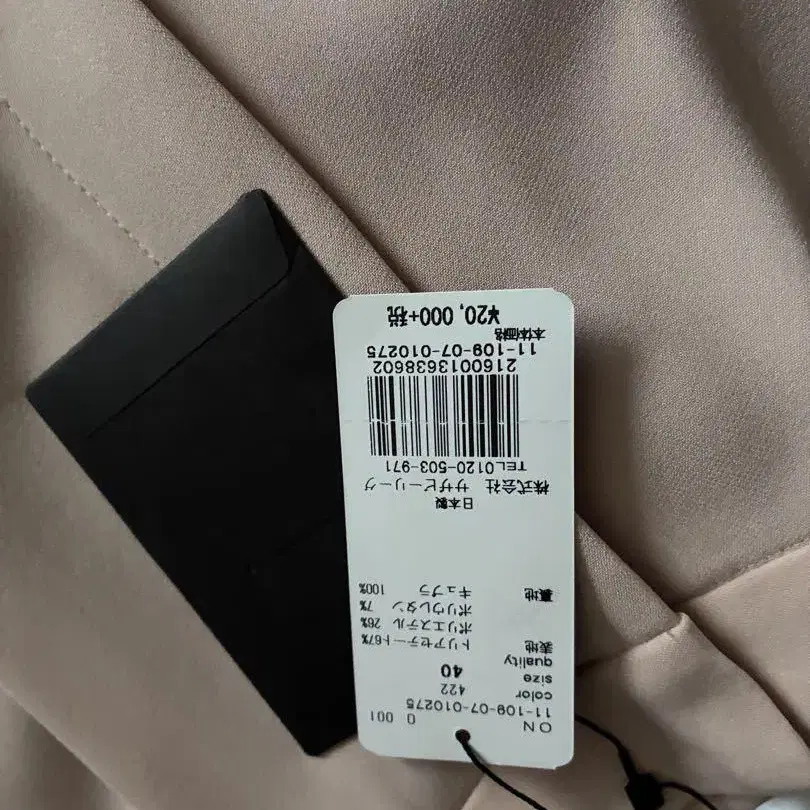 ON 0 001
11-109-07-010275
color 422
size 40
quality
表地 トリアセテート67%
ポリエステル 26%
ポリウレタン 7%
裏地 キュプラ 100%
日本製
株式会社 サザビーリーグ
TEL0120-503-971
2160013638602
11-109-07-010275
本体価格
¥20,000+税